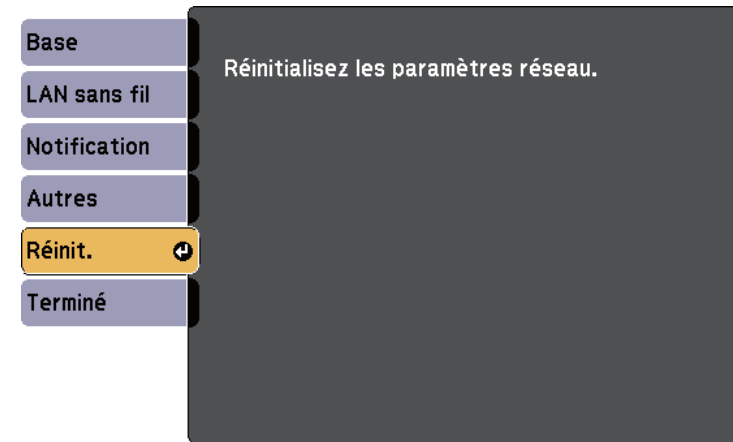 Base
LAN sans fil
Notification
Autres
Réinit.
Terminé
Réinitialisez les paramètres réseau.